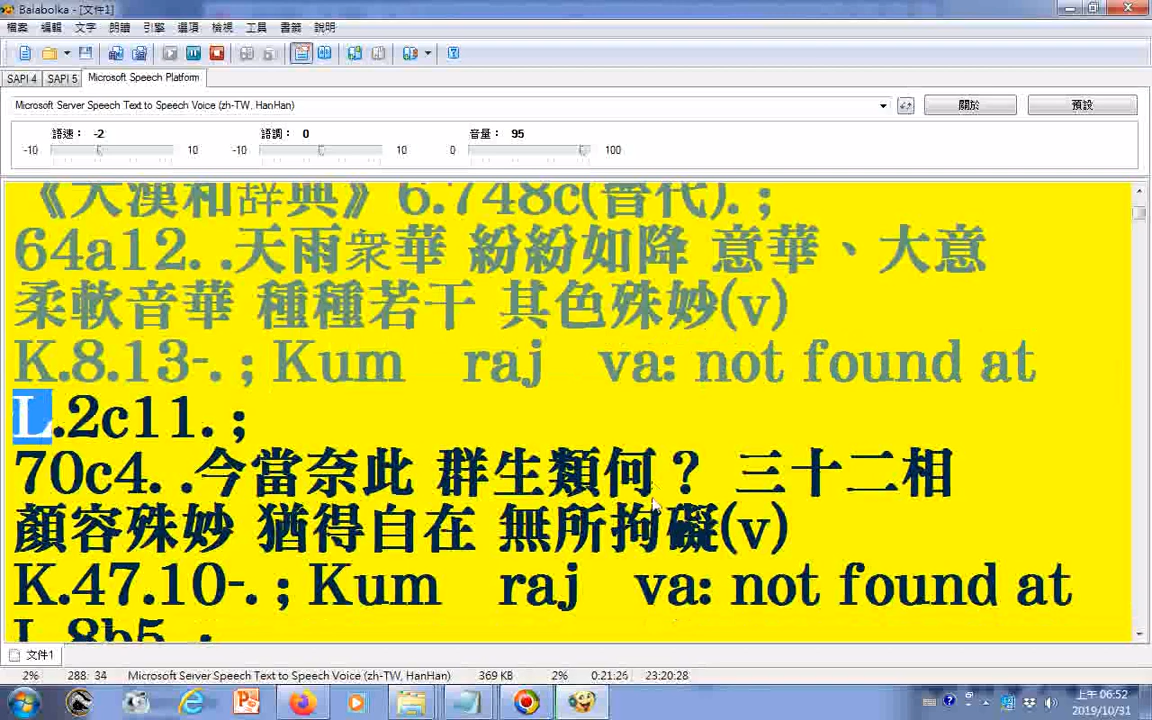 Balabolka - [文件1]
檔案 編輯 文字 朗讀 引擎 選項 檢視 工具 書籤 說明
SAPI 4 SAPI 5 Microsoft Speech Platform
Microsoft Server Speech Text to Speech Voice (zh-TW, HanHan) 關於 預設
語速： -2 語調： 0 音量： 95
-10 10 -10 10 0 100
《大漢和辞典》6.748c(晉代). ;
64a12. .天雨衆華 紛紛如降 意華、大意
柔軟音華 種種若干 其色殊妙(v)
K.8.13-. ; Kum raj va: not found at
L.2c11. ;
70c4. .今當奈此 群生類何？ 三十二相
顏容殊妙 猶得自在 無所拘礙(v)
K.47.10-. ; Kum raj va: not found at
L.8b5. ;
文件1
2% 288: 34 Microsoft Server Speech Text to Speech Voice (zh-TW, HanHan) 369 KB 2% 0:21:26 23:20:28
上午 06:52
2019/10/31